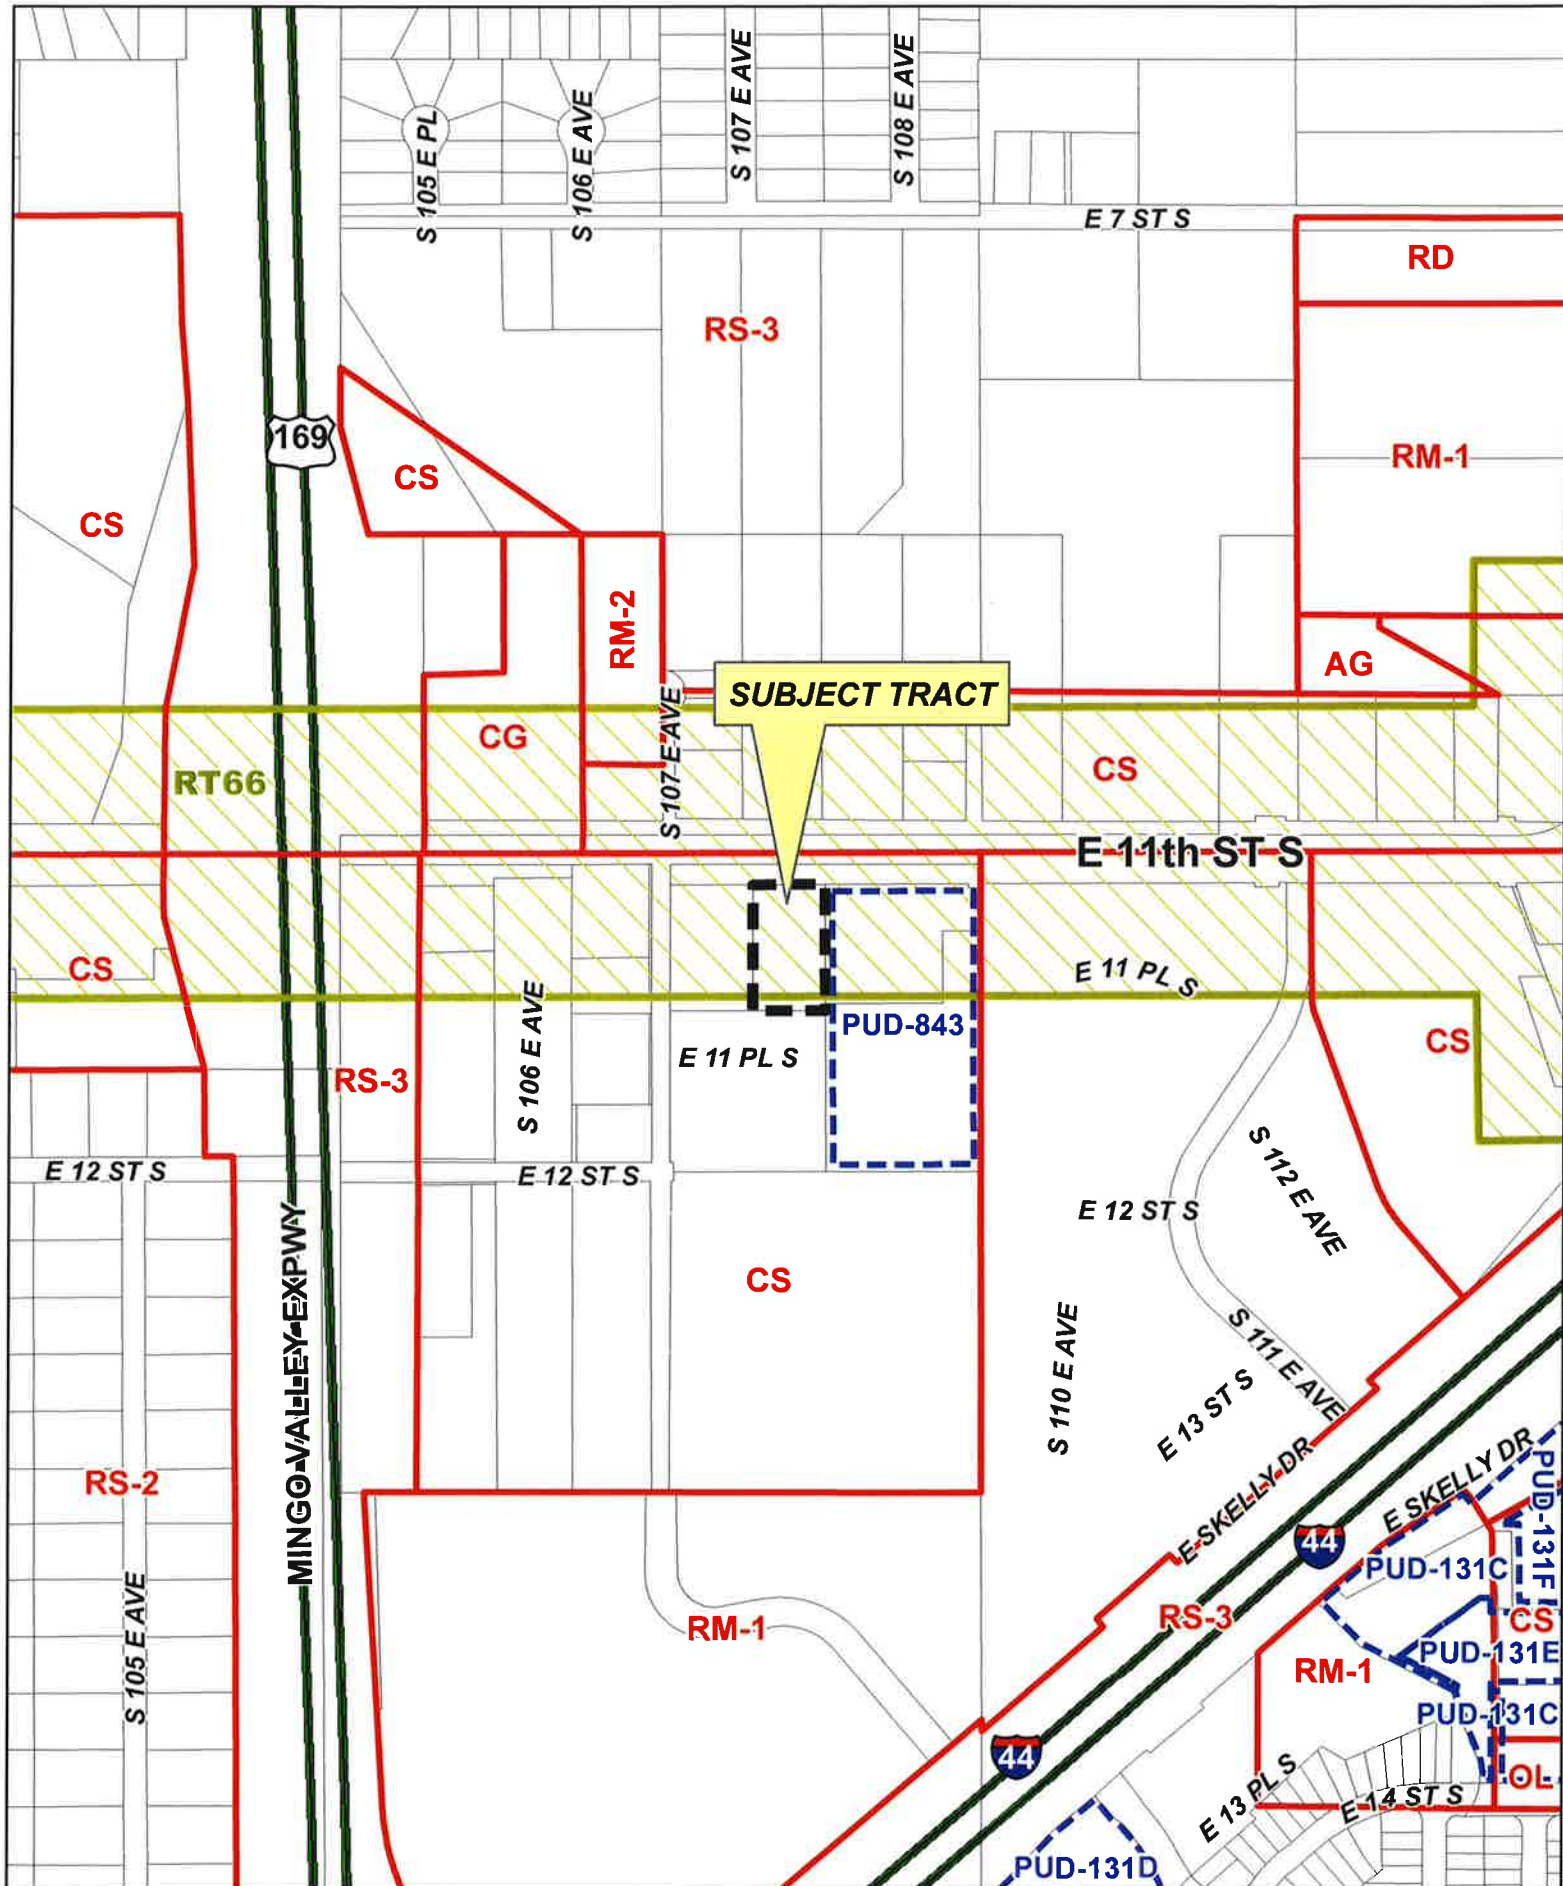 S 105 E PL
S 106 E AVE
S 107 E AVE
S 108 E AVE
E 7 ST S
RD
RS-3
169
CS
CS
RM-1
RM-2
AG
SUBJECT TRACT
S 107 E AVE
CG
RT66
CS
E 11th ST S
CS
E 11 PL S
S 106 E AVE
PUD-843
CS
E 11 PL S
RS-3
E 12 ST S
E 12 ST S
S 112 E AVE
E 12 ST S
MINGO VALLEY EXPWY
CS
S 110 E AVE
S 111 E AVE
E 13 ST S
RS-2
E SKELLY DR
E SKELLY DR
PUD-131F
44
PUD-131C
S 105 E AVE
RM-1
RS-3
CS
PUD-131E
RM-1
PUD-131C
44
OL
E 13 PL S
E 14 ST S
PUD-131D